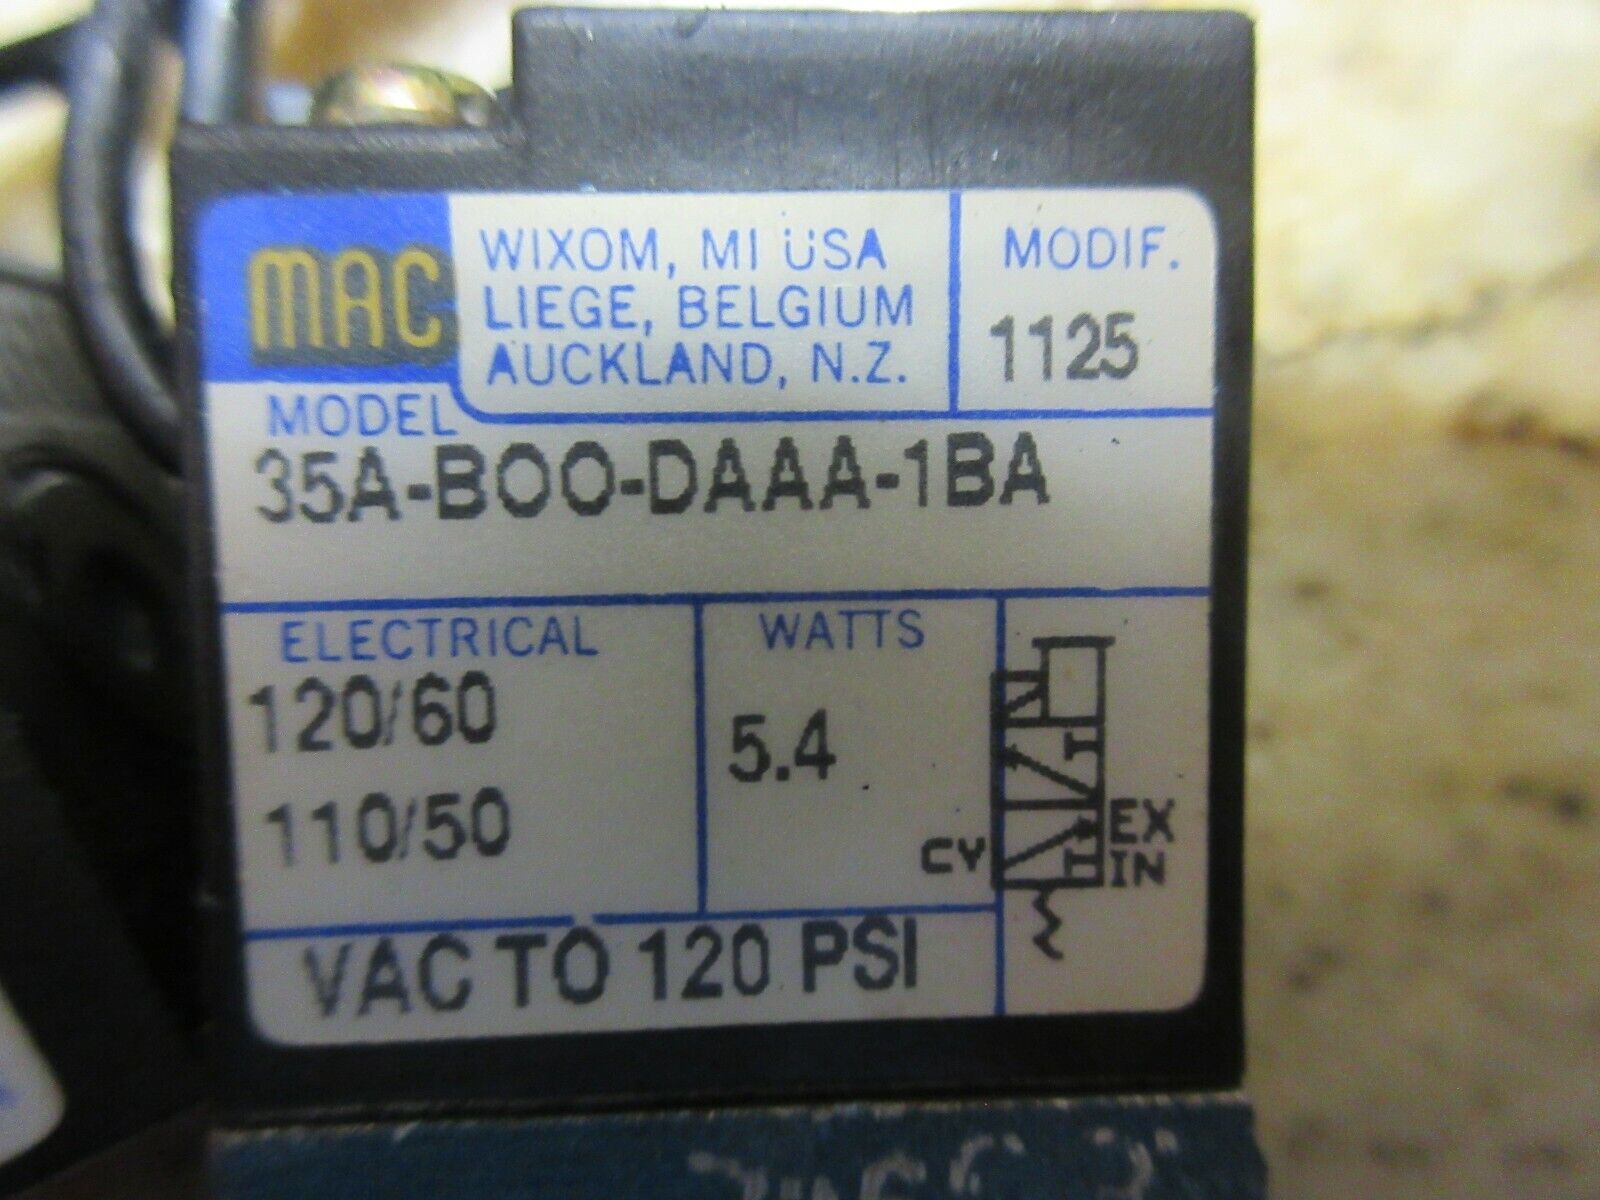 MAC
WIXOM, MI USA
LIEGE, BELGIUM
AUCKLAND, N.Z.
MODIF.
1125
MODEL
35A-B00-DAAA-1BA
ELECTRICAL
120/60
110/50
WATTS
5.4
CY
EX
IN
VAC TO 120 PSI